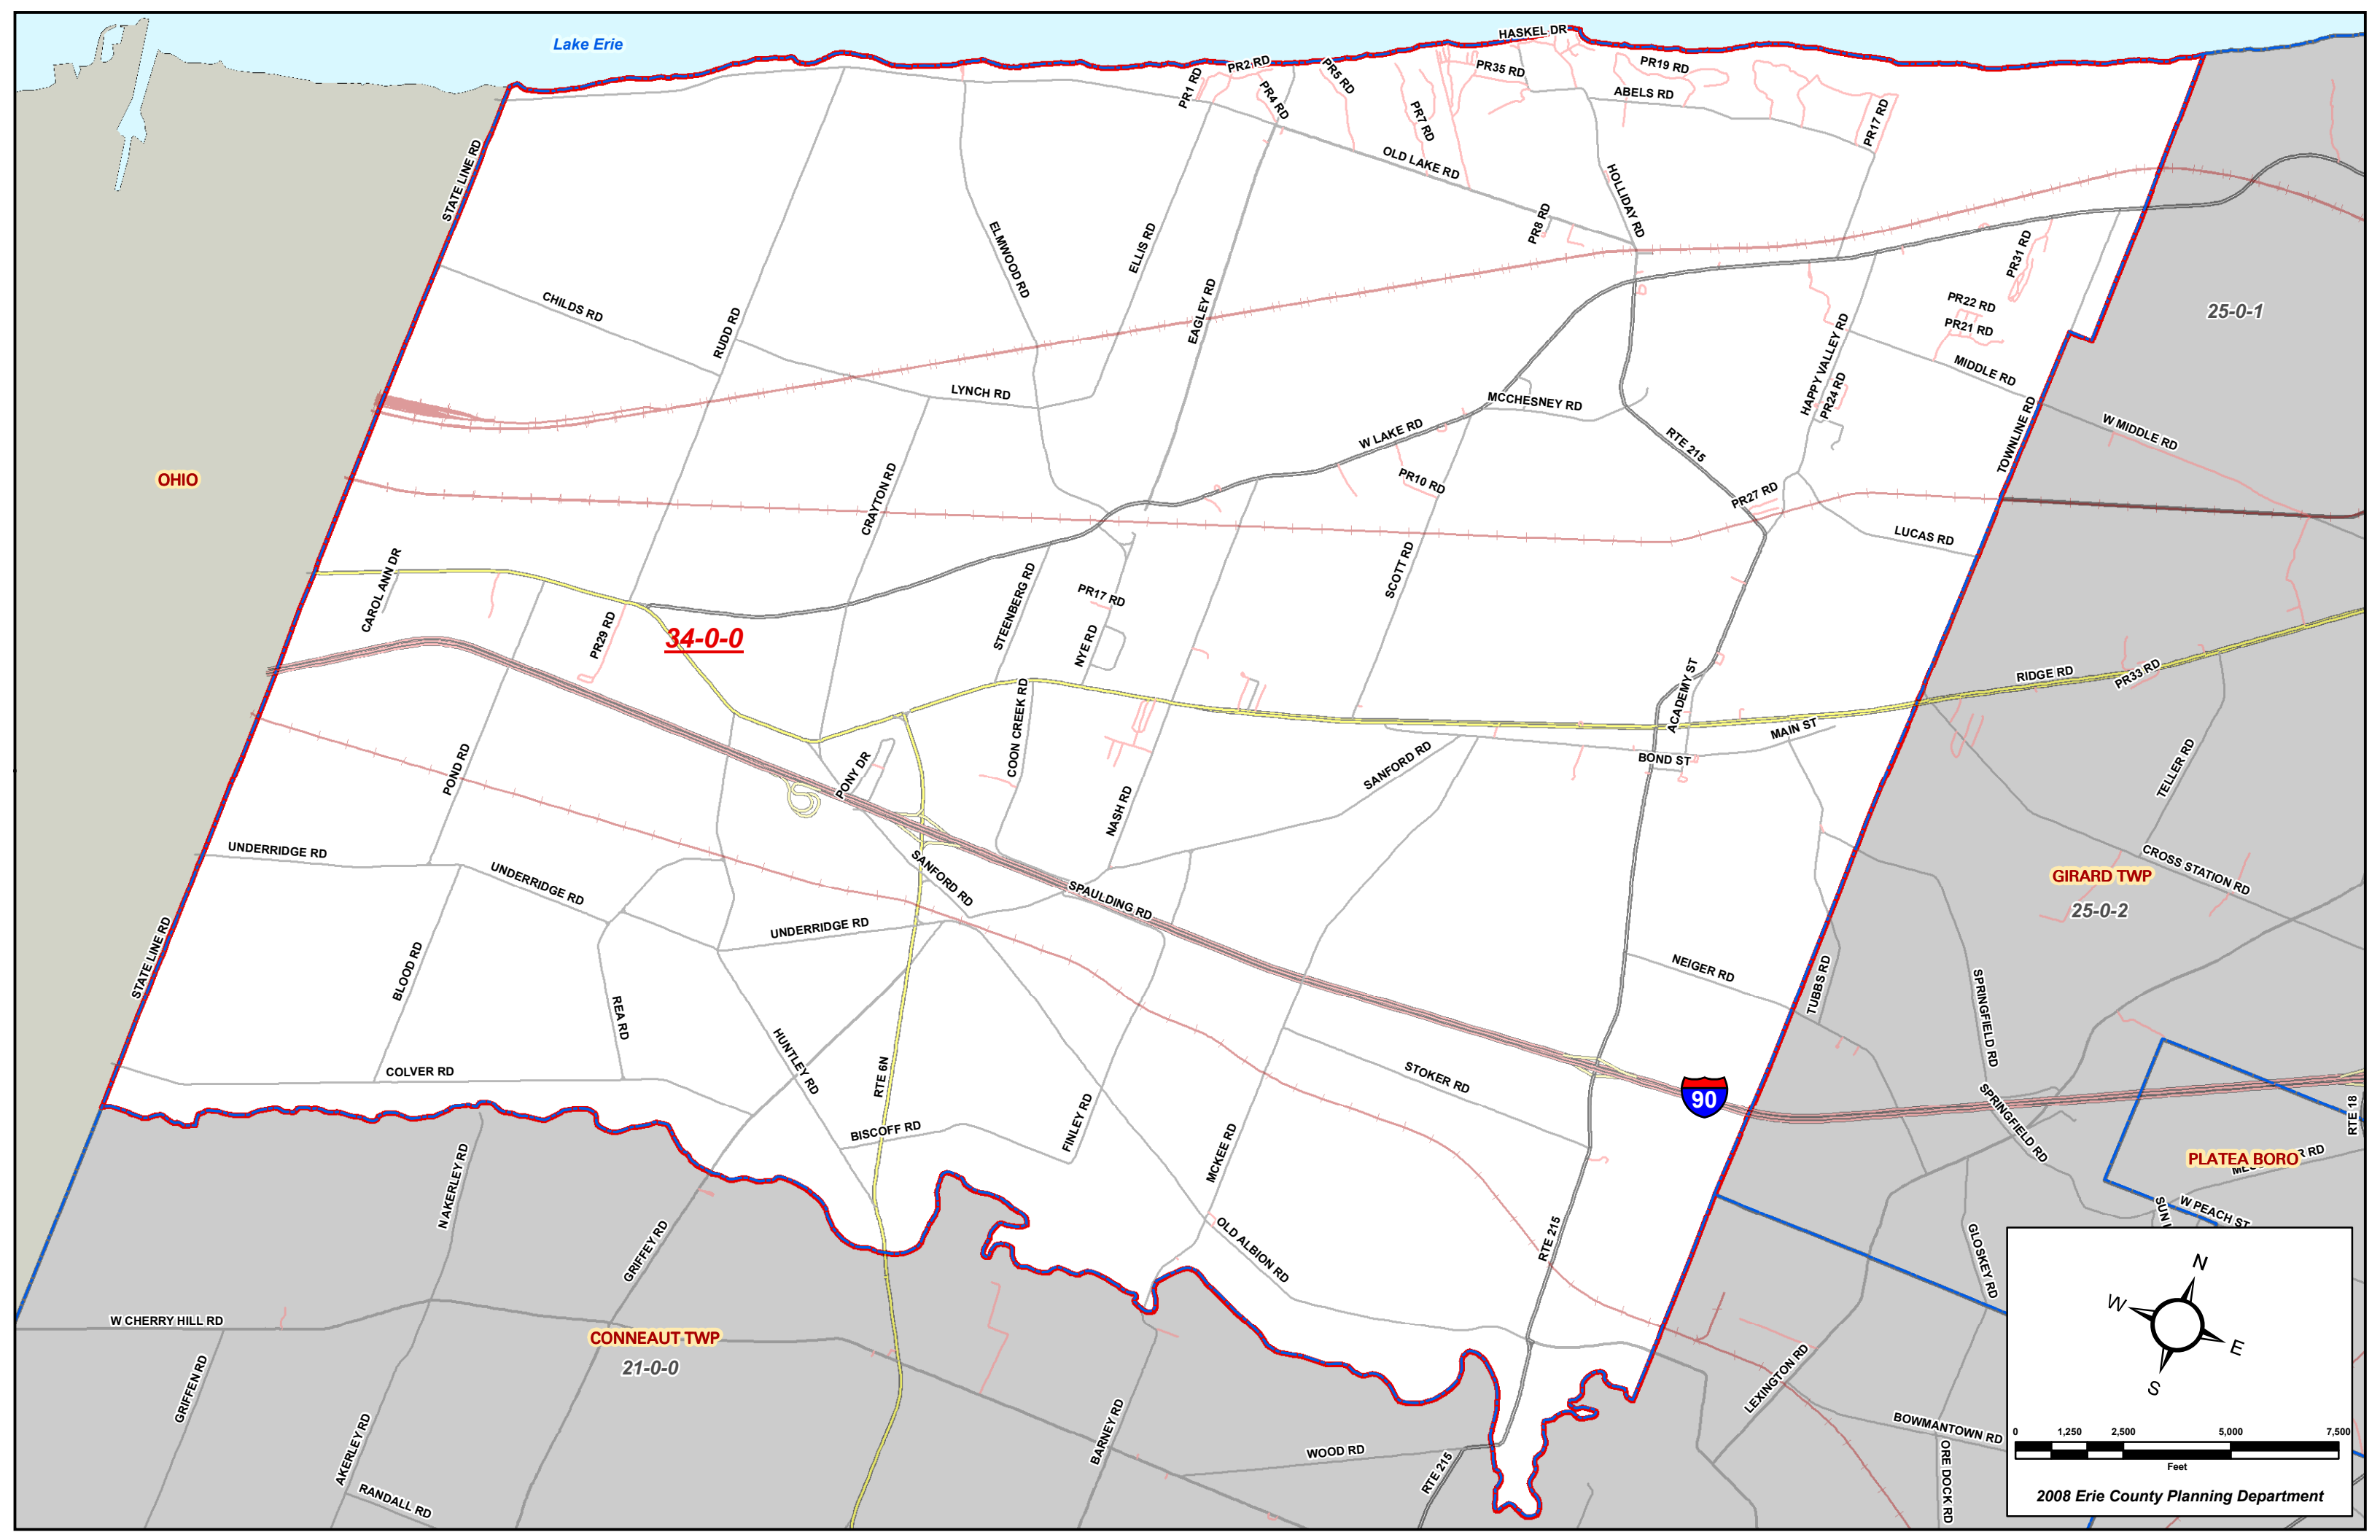 Lake Erie
HASKEL DR
PR1 RD
PR2 RD
PR4 RD
PR5 RD
PR7 RD
PR35 RD
PR19 RD
ABELS RD
PR17 RD
STATE LINE RD
OLD LAKE RD
HOLLIDAY RD
PR8 RD
ELMWOOD RD
ELLIS RD
EAGLEY RD
PR31 RD
PR22 RD
PR21 RD
MIDDLE RD
25-0-1
CHILDS RD
RUDD RD
HAPPY VALLEY RD
PR24 RD
LYNCH RD
MCCHESNEY RD
W LAKE RD
RTE 215
TOWNLINE RD
W MIDDLE RD
OHIO
CRAYTON RD
PR10 RD
PR27 RD
LUCAS RD
CAROL ANN DR
STEENBERG RD
SCOTT RD
PR17 RD
PR29 RD
34-0-0
NYE RD
ACADEMY ST
RIDGE RD
PR33 RD
COON CREEK RD
MAIN ST
BOND ST
SANFORD RD
POND RD
PONY DR
NASH RD
TELLER RD
UNDERRIDGE RD
UNDERRIDGE RD
SANFORD RD
SPAULDING RD
UNDERRIDGE RD
CROSS STATION RD
GIRARD TWP
25-0-2
STATE LINE RD
BLOOD RD
REA RD
NEIGER RD
TUBBS RD
SPRINGFIELD RD
HUNTLEY RD
RTE 6N
COLVER RD
STOKER RD
90
SPRINGFIELD RD
RTE 18
BISCOFF RD
FINLEY RD
MCKEE RD
PLATEA BORO
RD
N AKERLEY RD
GRIFFEY RD
OLD ALBION RD
RTE 215
GLOSKEY RD
SUN
W PEACH ST
W CHERRY HILL RD
CONNEAUT TWP
21-0-0
GRIFFEN RD
AKERLEY RD
RANDALL RD
BARNEY RD
WOOD RD
RTE 215
LEXINGTON RD
BOWMANTOWN RD
ORE DOCK RD
N
W
E
S
0 1,250 2,500 5,000 7,500
Feet
2008 Erie County Planning Department